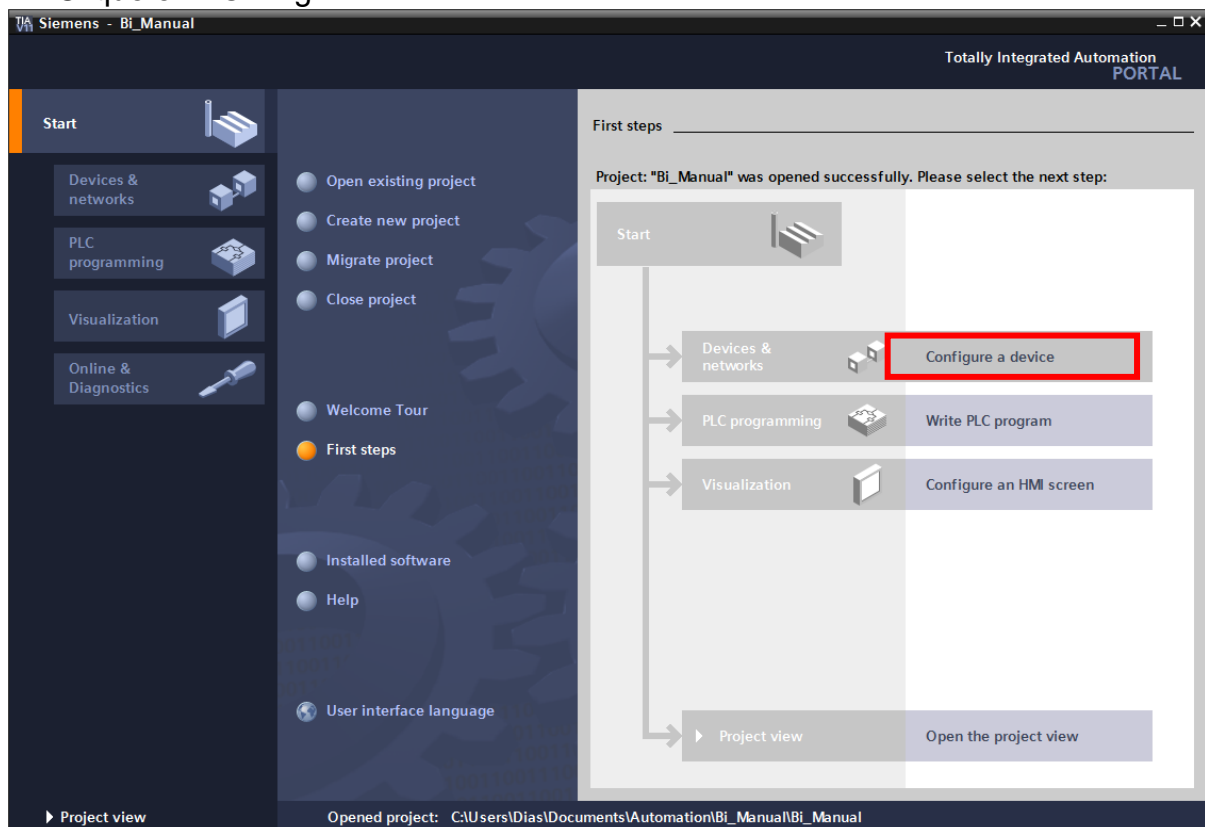 TIA
V11
Siemens - Bi_Manual
Totally Integrated Automation
PORTAL
Start
Devices &
networks
PLC
programming
Visualization
Online &
Diagnostics
Open existing project
Create new project
Migrate project
Close project
Welcome Tour
First steps
Installed software
Help
User interface language
First steps
Project: "Bi_Manual" was opened successfully. Please select the next step:
Start
Devices &
networks
Configure a device
PLC programming
Write PLC program
Visualization
Configure an HMI screen
Project view
Open the project view
Project view
Opened project: C:\Users\Dias\Documents\Automation\Bi_Manual\Bi_Manual